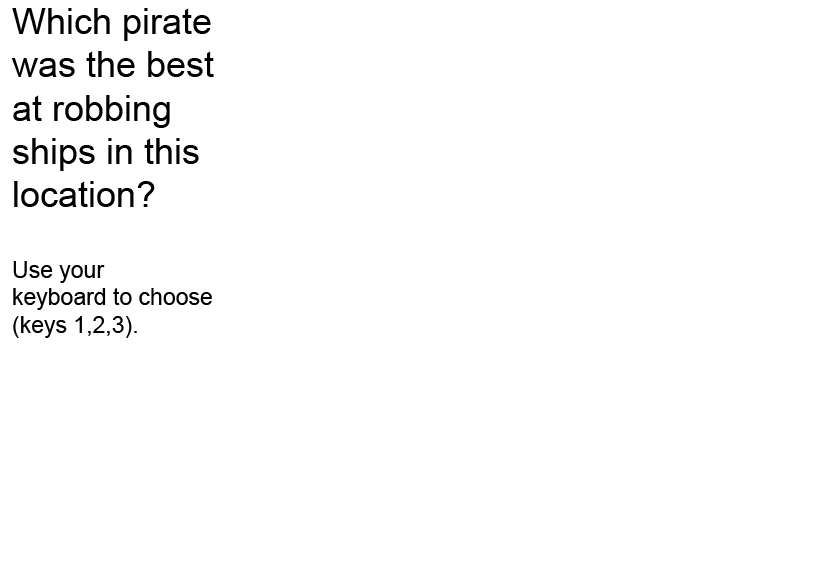 Which pirate
was the best
at robbing
ships in this
location?
Use your
keyboard to choose
(keys 1,2,3).